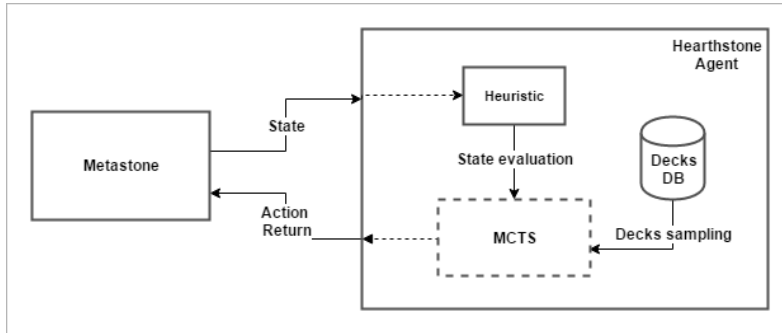 Hearthstone
Agent
Heuristic
State
Metastone
State evaluation
Decks
DB
Action
Return
MCTS
Decks sampling